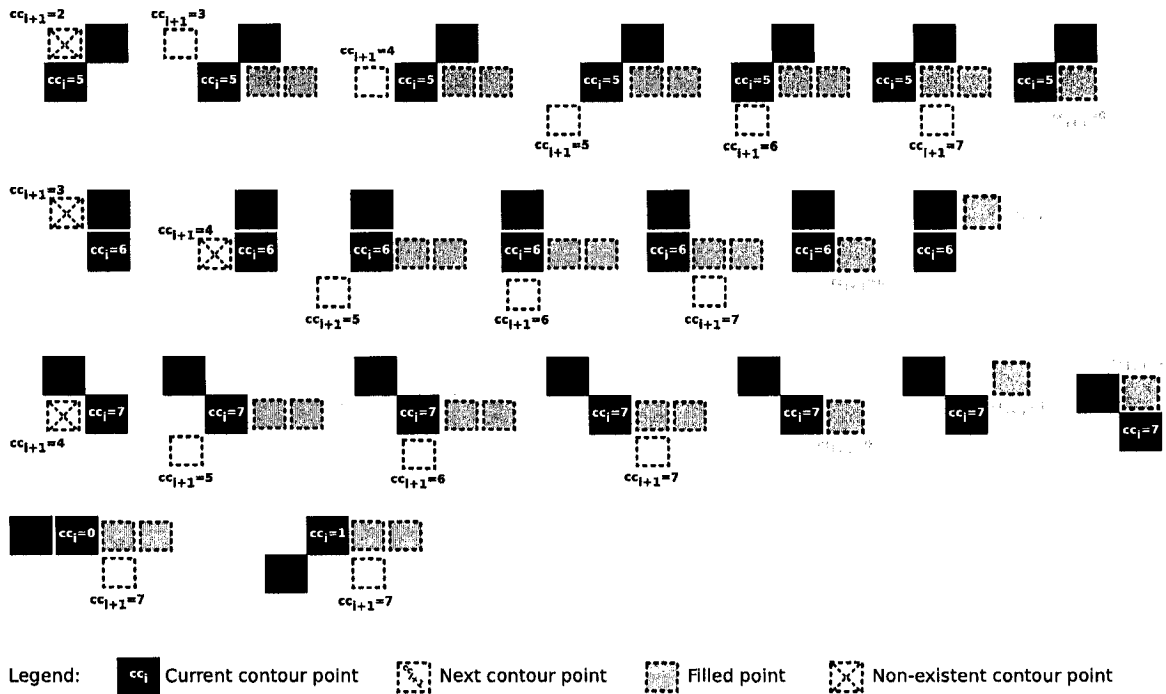 cc_{i+1}=2
cc_i=5
cc_{i+1}=3
cc_i=5
cc_{i+1}=4
cc_i=5
cc_i=5
cc_{i+1}=5
cc_i=5
cc_{i+1}=6
cc_i=5
cc_{i+1}=7
cc_i=5
cc_{i+1}=3
cc_i=6
cc_{i+1}=4
cc_i=6
cc_i=6
cc_{i+1}=5
cc_i=6
cc_{i+1}=6
cc_i=6
cc_{i+1}=7
cc_i=6
cc_i=6
cc_i=7
cc_{i+1}=4
cc_i=7
cc_{i+1}=5
cc_i=7
cc_{i+1}=6
cc_i=7
cc_{i+1}=7
cc_i=7
cc_i=7
cc_i=7
cc_i=0
cc_{i+1}=7
cc_i=1
cc_{i+1}=7
Legend: cc_i Current contour point Next contour point Filled point Non-existent contour point